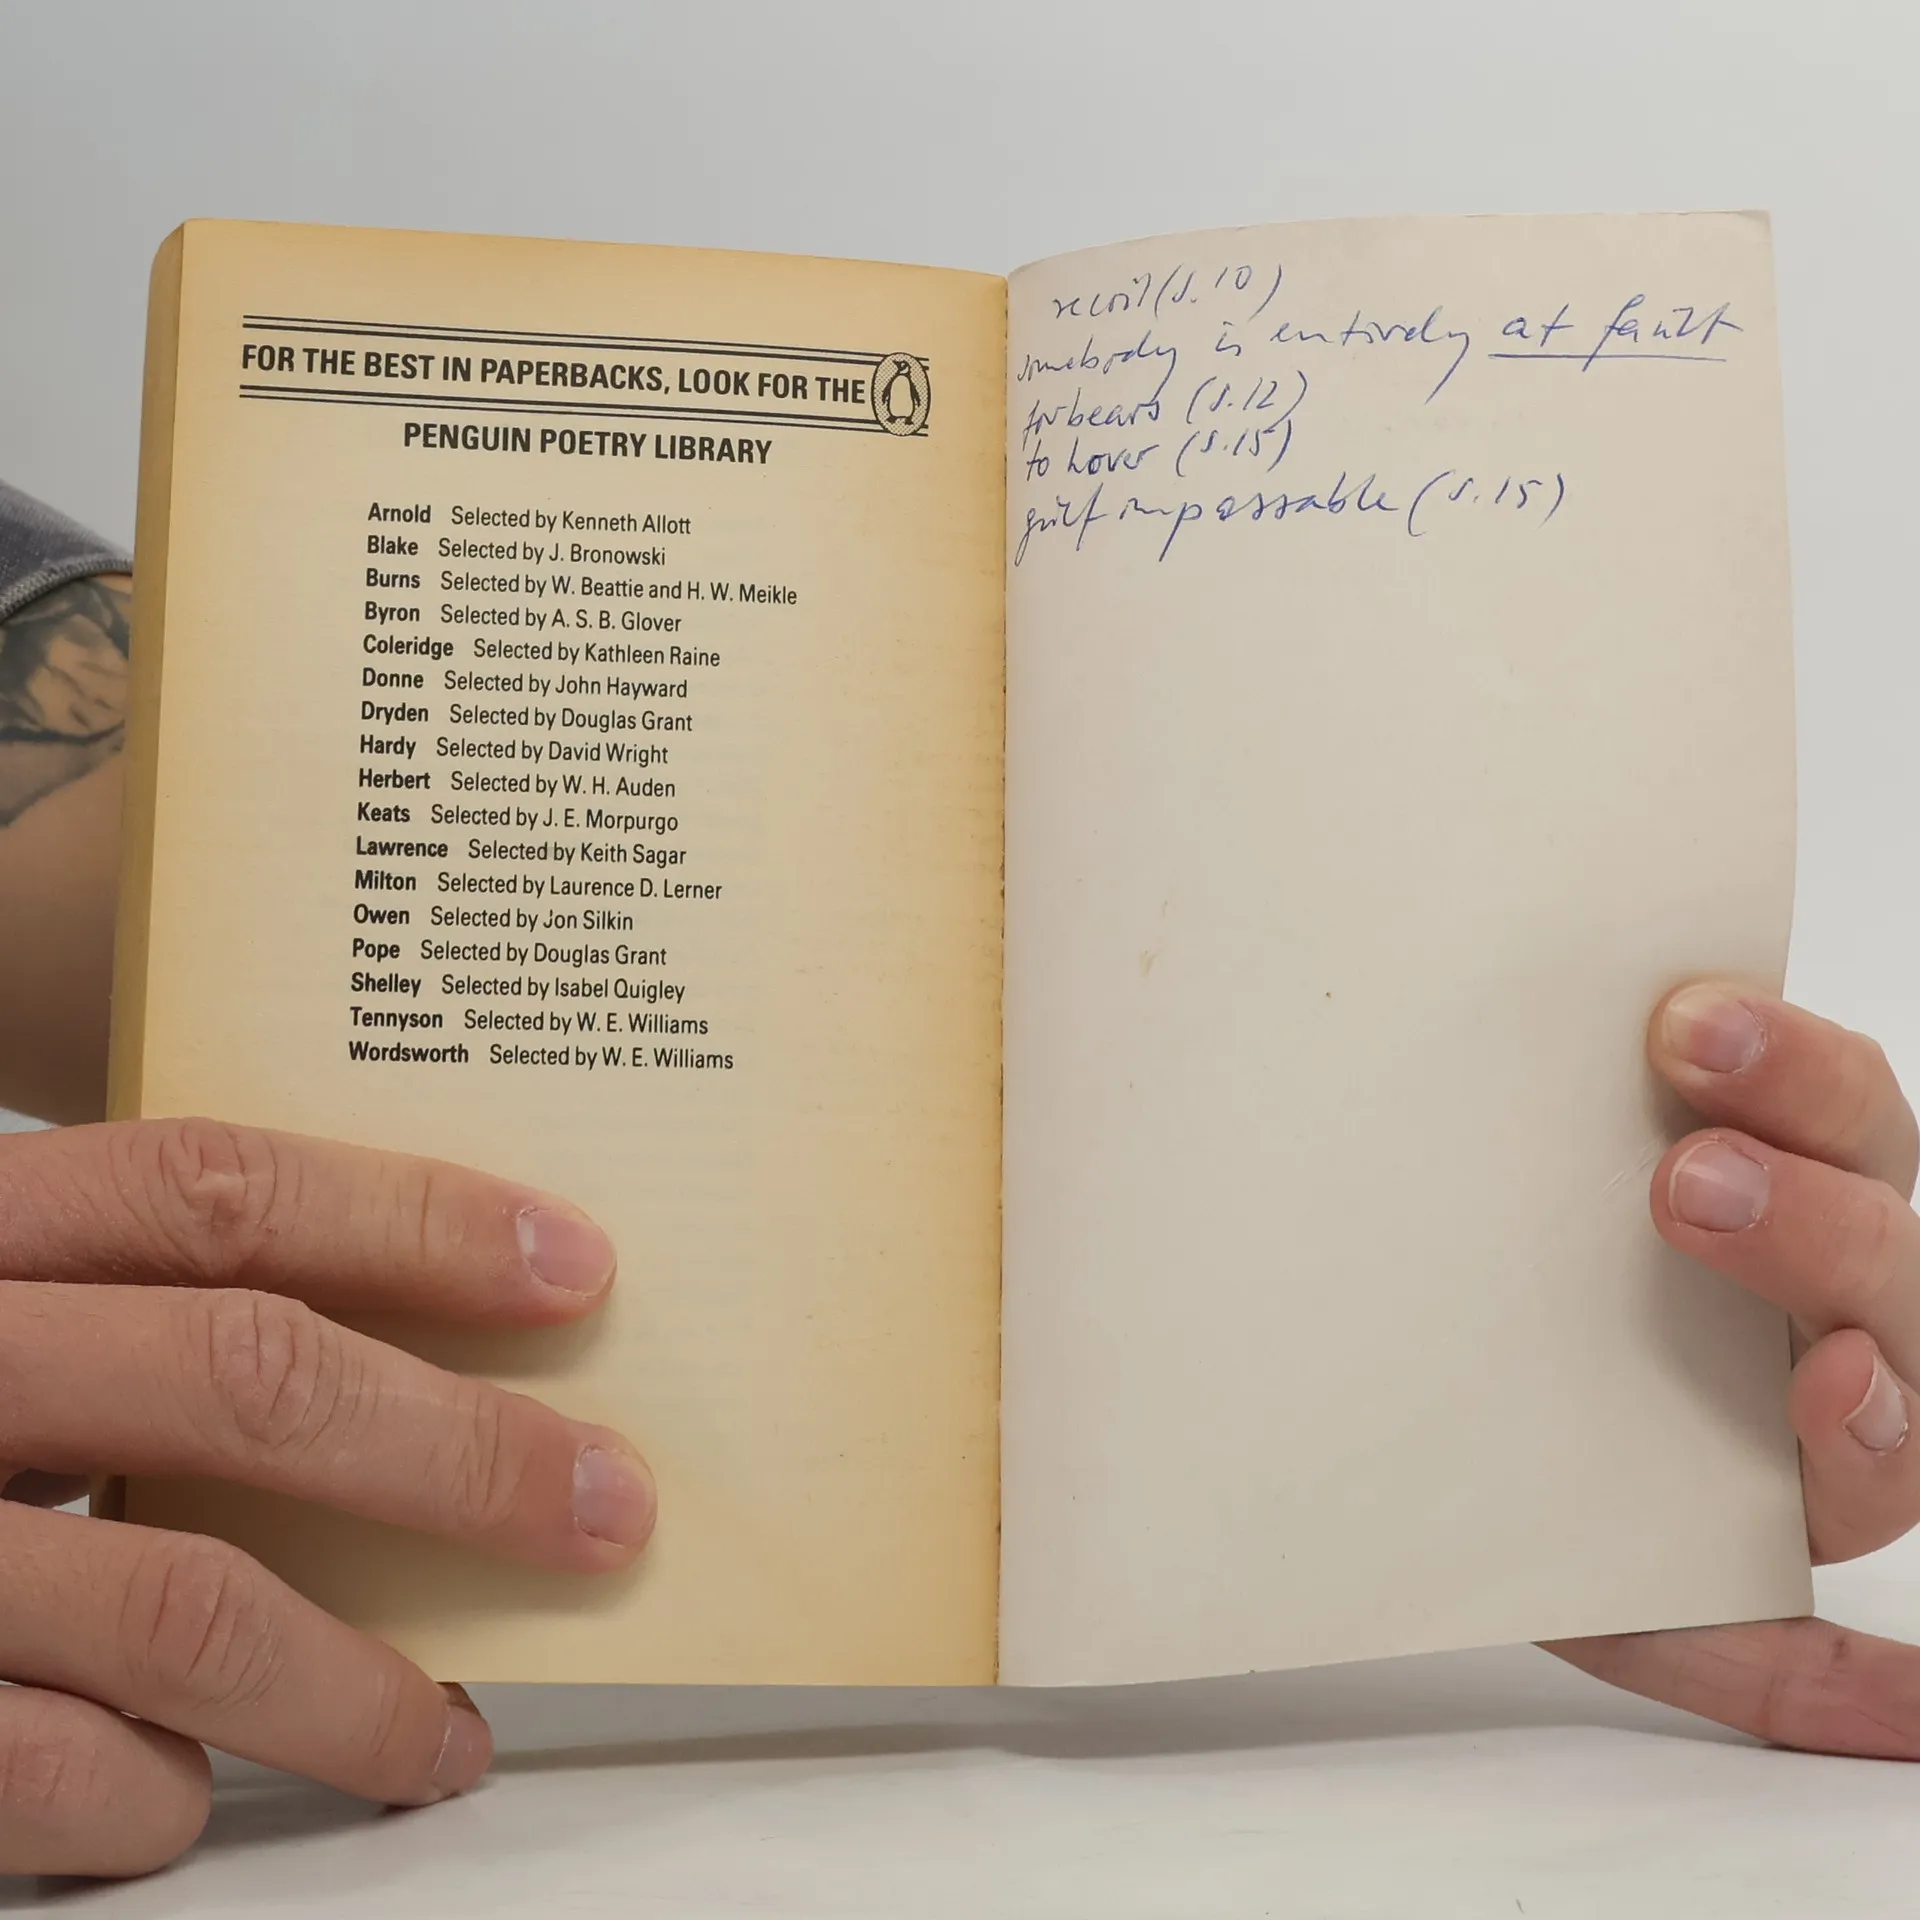 FOR THE BEST IN PAPERBACKS, LOOK FOR THE
PENGUIN POETRY LIBRARY
Arnold Selected by Kenneth Allott
Blake Selected by J. Bronowski
Burns Selected by W. Beattie and H. W. Meikle
Byron Selected by A. S. B. Glover
Coleridge Selected by Kathleen Raine
Donne Selected by John Hayward
Dryden Selected by Douglas Grant
Hardy Selected by David Wright
Herbert Selected by W. H. Auden
Keats Selected by J. E. Morpurgo
Lawrence Selected by Keith Sagar
Milton Selected by Laurence D. Lerner
Owen Selected by Jon Silkin
Pope Selected by Douglas Grant
Shelley Selected by Isabel Quigley
Tennyson Selected by W. E. Williams
Wordsworth Selected by W. E. Williams
recoil (S. 10)
somebody is entirely at fault
forbears (S. 12)
to hover (S. 15)
gulf impassable (S. 15)